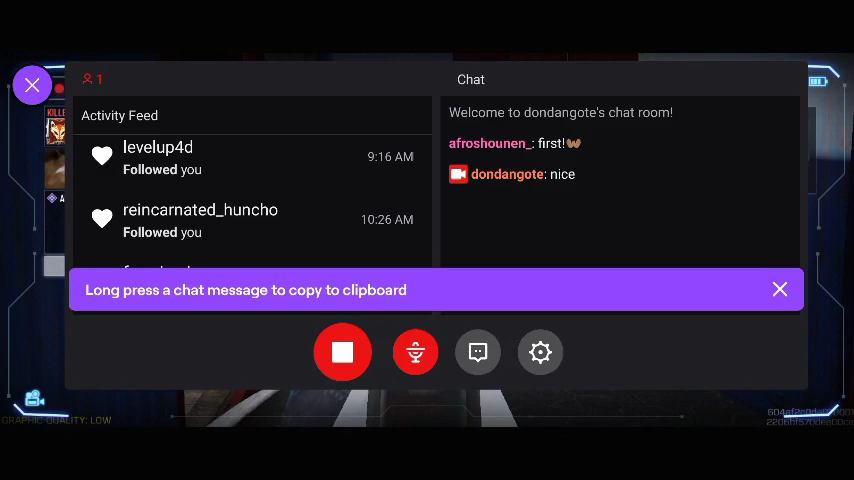 1
Chat
KILLE
Activity Feed
levelup4d
Followed you
9:16 AM
reincarnated_huncho
Followed you
10:26 AM
Welcome to dondangote's chat room!
afroshounen_: first!
dondangote: nice
Long press a chat message to copy to clipboard
GRAPHIC QUALITY: LOW